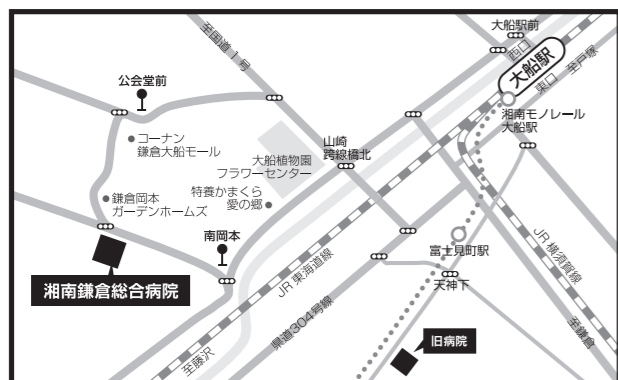 大船駅前
至国道1号
西口
大船駅
東口
至戸塚
公会堂前
湘南モノレール
大船駅
コーナン
鎌倉大船モール
山崎
跨線橋北
大船植物園
フラワーセンター
特養かまくら
愛の郷
鎌倉岡本
ガーデンホームズ
南岡本
富士見町駅
JR 横須賀線
JR 東海道線
湘南鎌倉総合病院
天神下
県道304号線
至鎌倉
旧病院
至藤沢